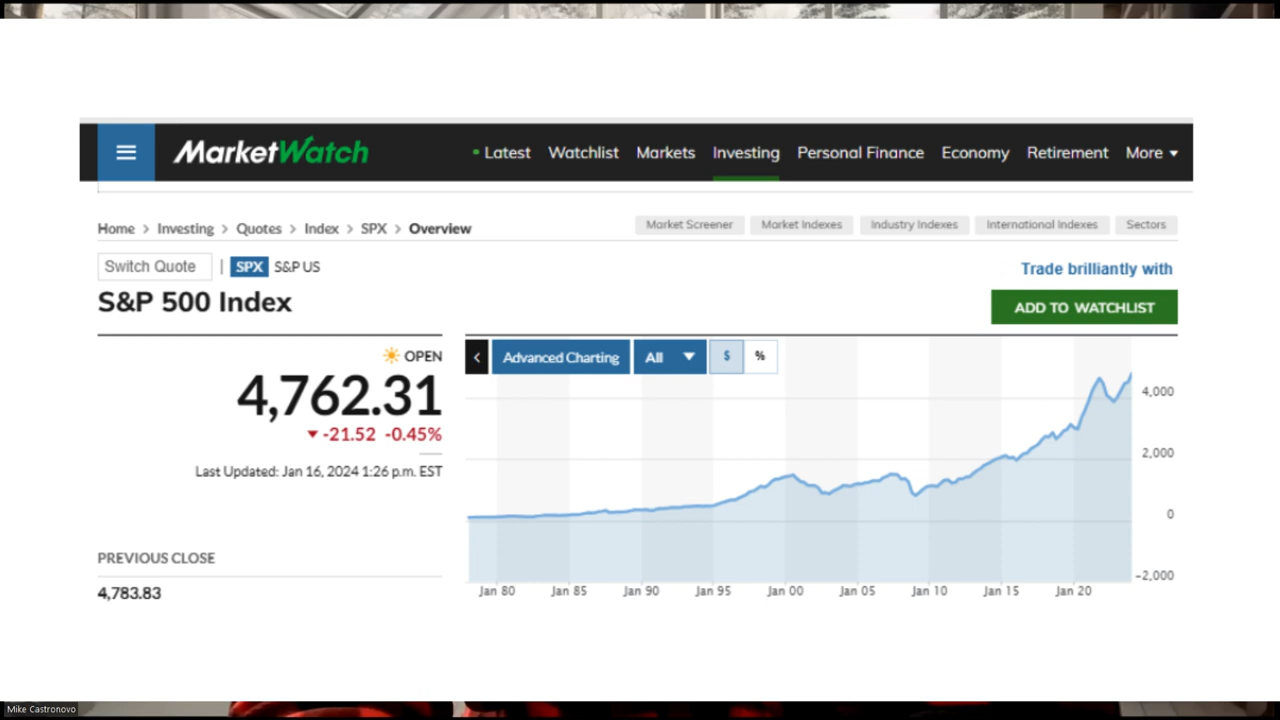 MarketWatch
Latest Watchlist Markets Investing Personal Finance Economy Retirement More
Home > Investing > Quotes > Index > SPX > Overview
Market Screener Market Indexes Industry Indexes International Indexes Sectors
Switch Quote | SPX S&P US
Trade brilliantly with
S&P 500 Index
ADD TO WATCHLIST
OPEN
4,762.31
-21.52 -0.45%
Last Updated: Jan 16, 2024 1:26 p.m. EST
PREVIOUS CLOSE
4,783.83
Advanced Charting All $ %
4,000
2,000
0
-2,000
Jan 80 Jan 85 Jan 90 Jan 95 Jan 00 Jan 05 Jan 10 Jan 15 Jan 20
Mike Castronovo